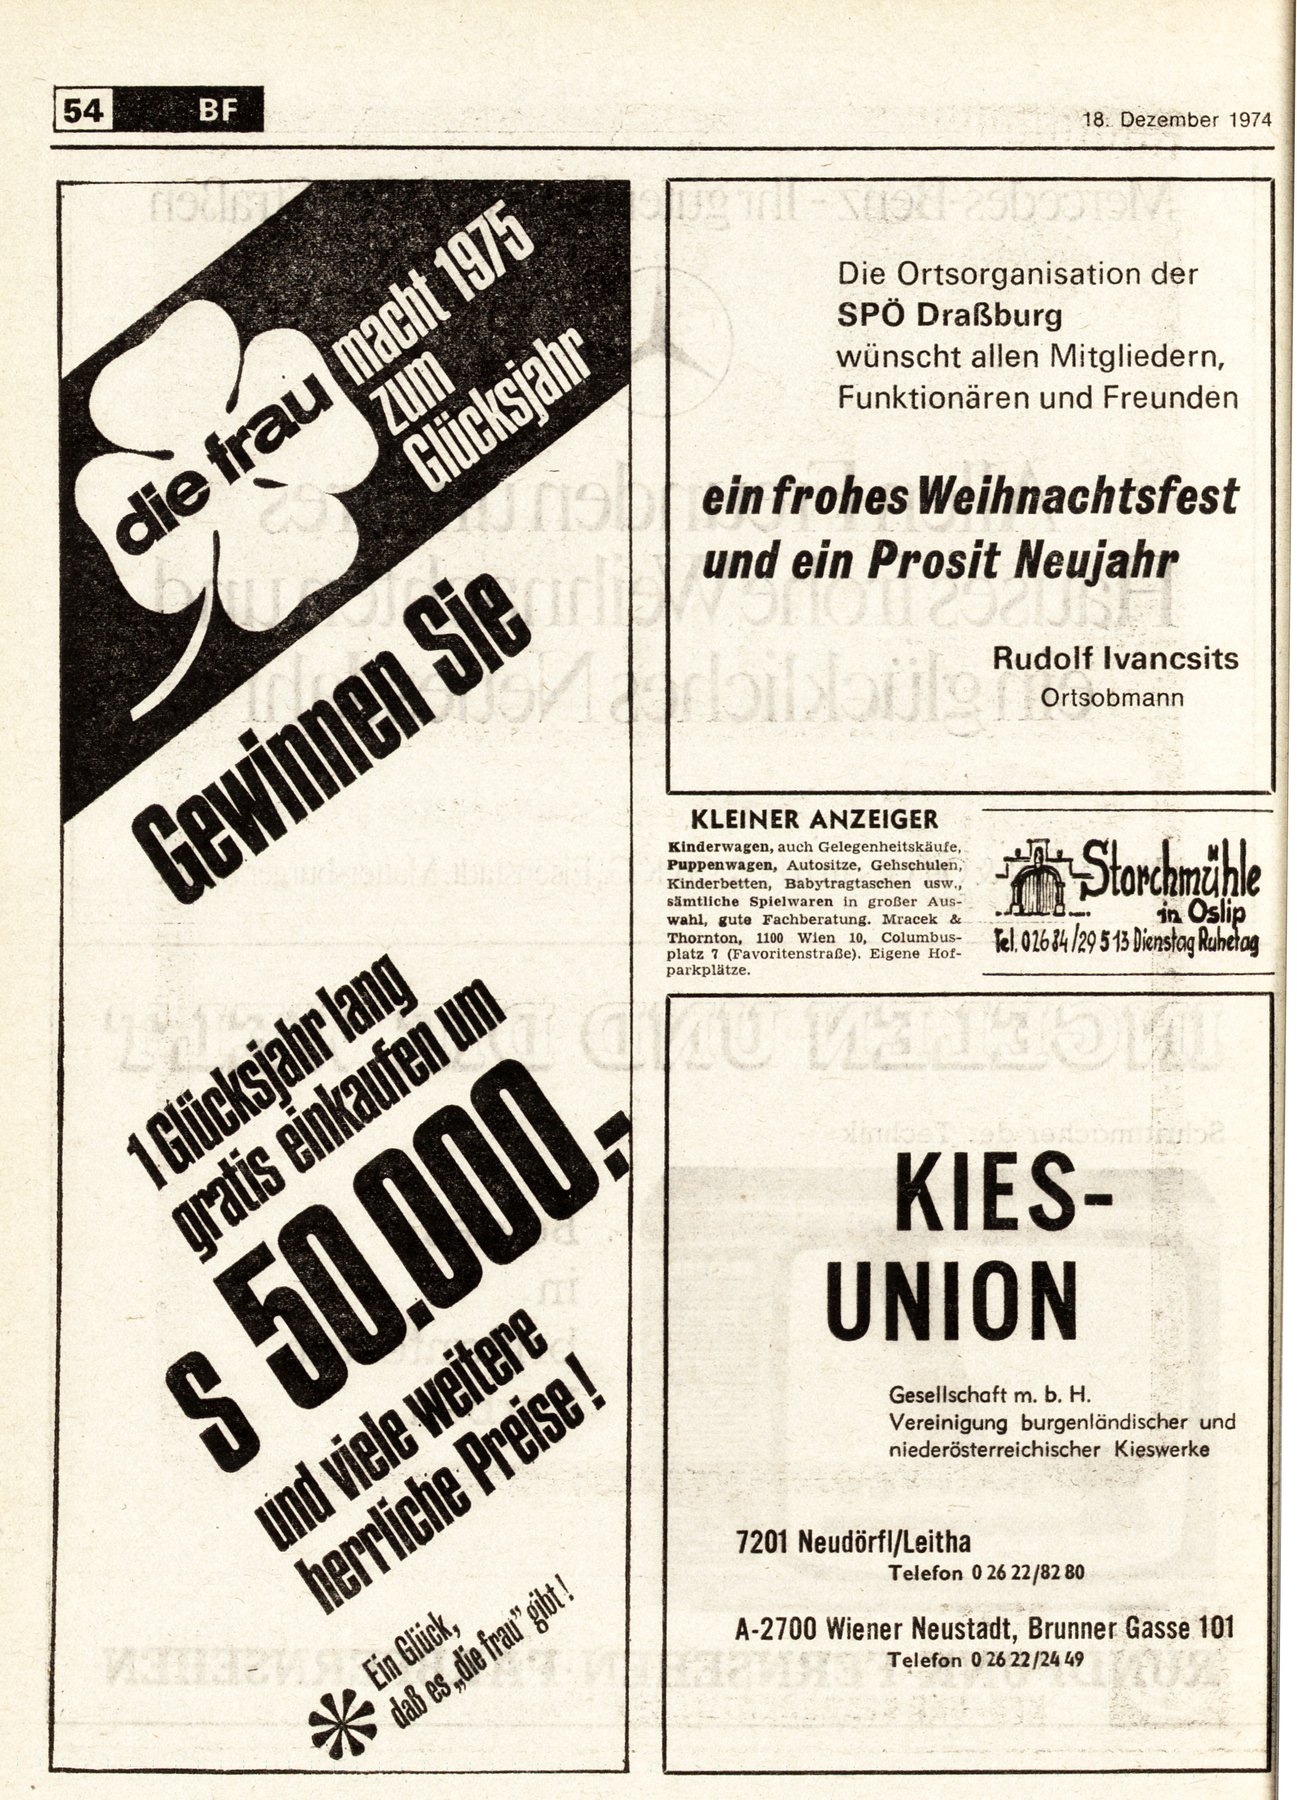 54 BF
18. Dezember 1974
die frau
macht 1975
zum
Glücksjahr
Gewinnen Sie
1 Glücksjahr lang
gratis einkaufen um
S 50.000,-
und viele weitere
herrliche Preise!
Ein Glück,
daß es „die frau" gibt!
Die Ortsorganisation der
SPÖ Draßburg
wünscht allen Mitgliedern,
Funktionären und Freunden
ein frohes Weihnachtsfest
und ein Prosit Neujahr
Rudolf Ivancsits
Ortsobmann
KLEINER ANZEIGER
Kinderwagen, auch Gelegenheitskäufe,
Puppenwagen, Autositze, Gehschulen,
Kinderbetten, Babytragtaschen usw.,
sämtliche Spielwaren in großer Aus-
wahl, gute Fachberatung. Mracek &
Thornton, 1100 Wien 10, Columbus-
platz 7 (Favoritenstraße). Eigene Hof-
parkplätze.
Storchmühle
in Oslip
Tel. 02684/29513 Dienstag Ruhetag
KIES-
UNION
Gesellschaft m. b. H.
Vereinigung burgenländischer und
niederösterreichischer Kieswerke
7201 Neudörfl/Leitha
Telefon 0 26 22/82 80
A-2700 Wiener Neustadt, Brunner Gasse 101
Telefon 0 26 22/24 49